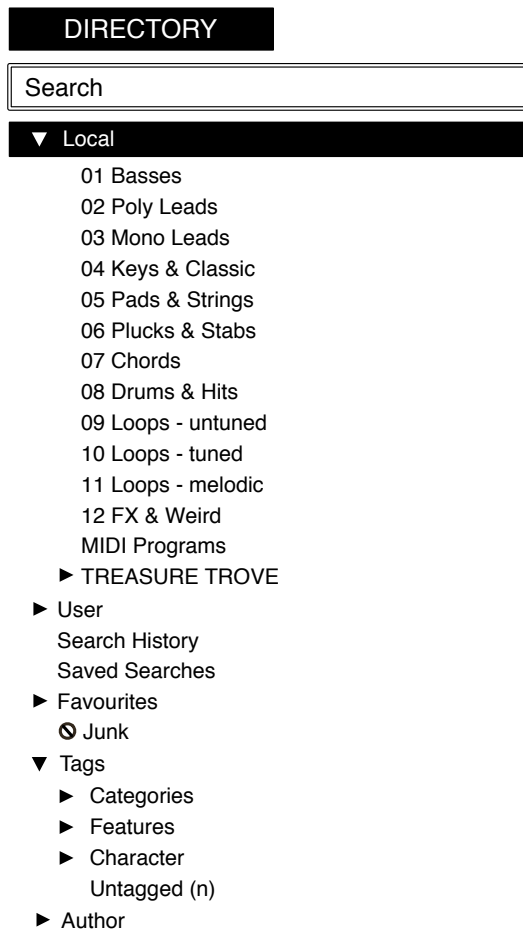 DIRECTORY
Search
▼ Local
01 Basses
02 Poly Leads
03 Mono Leads
04 Keys & Classic
05 Pads & Strings
06 Plucks & Stabs
07 Chords
08 Drums & Hits
09 Loops - untuned
10 Loops - tuned
11 Loops - melodic
12 FX & Weird
MIDI Programs
► TREASURE TROVE
► User
Search History
Saved Searches
► Favourites
Junk
▼ Tags
► Categories
► Features
► Character
Untagged (n)
► Author